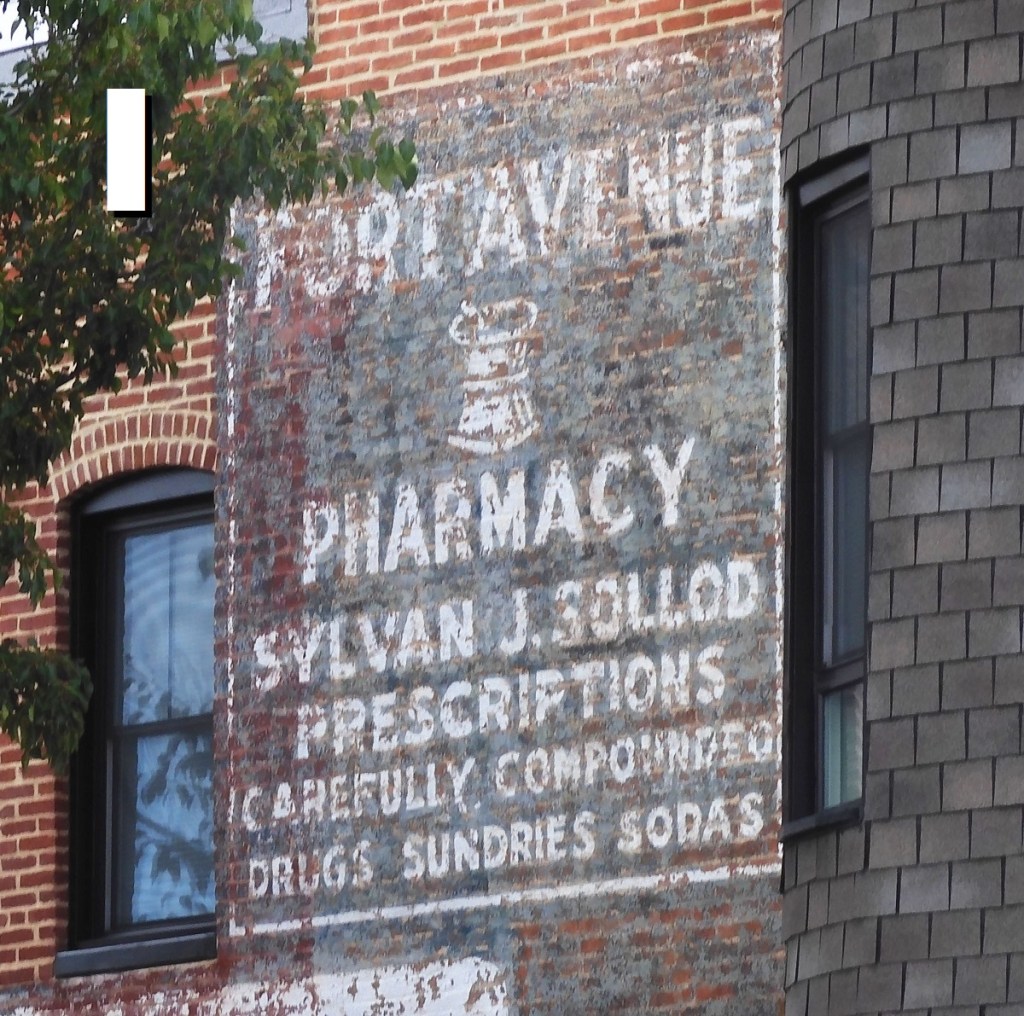 FORT AVENUE
PHARMACY
SYLVAN J. SOLLOD
PRESCRIPTIONS
CAREFULLY COMPOUNDED
DRUGS SUNDRIES SODAS